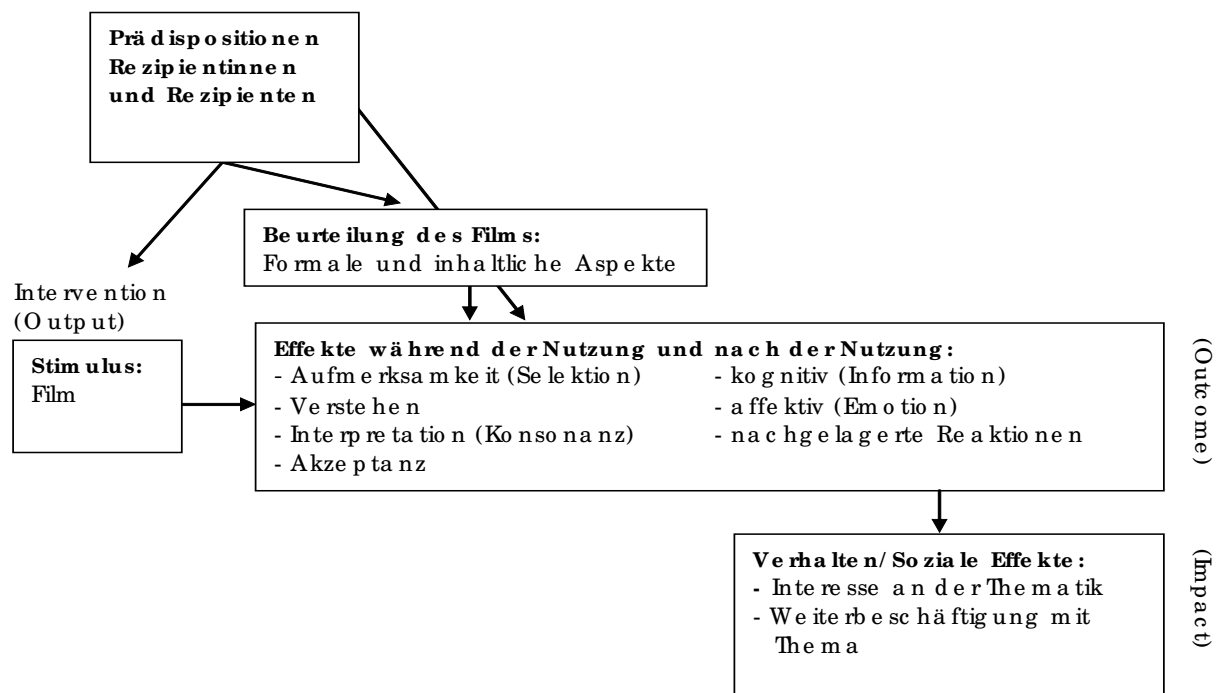 Prädispositionen
Rezipientinnen
und Rezipienten
Beurteilung des Films:
Formale und inhaltliche Aspekte
Intervention
(Output)
Stimulus:
Film
Effekte während der Nutzung und nach der Nutzung:
- Aufmerksamkeit (Selektion)
- Verstehen
- Interpretation (Konsonanz)
- Akzeptanz
- kognitiv (Information)
- affektiv (Emotion)
- nachgelagerte Reaktionen
(Outcome)
Verhalten/Soziale Effekte:
- Interesse an der Thematik
- Weiterbeschäftigung mit
Thema
(Impact)